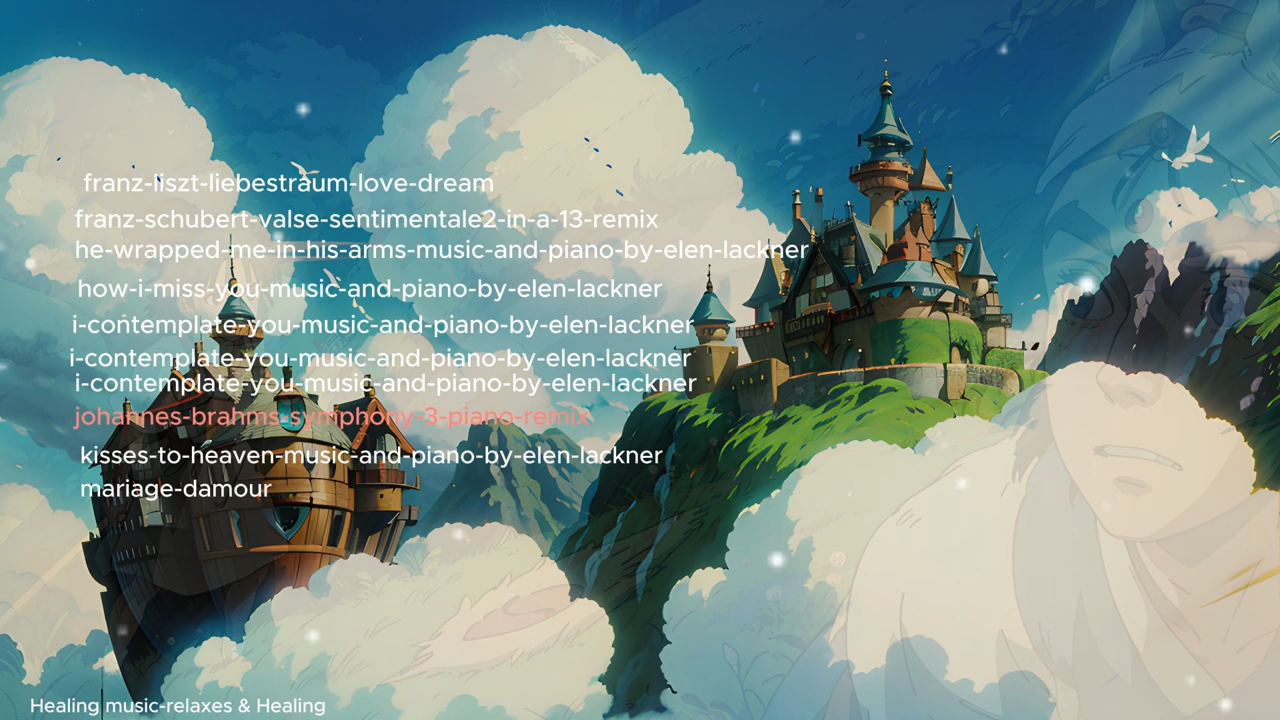 franz-liszt-liebestraum-love-dream
franz-schubert-valse-sentimentale2-in-a-13-remix
he-wrapped-me-in-his-arms-music-and-piano-by-elen-lackner
how-i-miss-you-music-and-piano-by-elen-lackner
i-contemplate-you-music-and-piano-by-elen-lackner
i-contemplate-you-music-and-piano-by-elen-lackner
i-contemplate-you-music-and-piano-by-elen-lackner
johannes-brahms-symphony-3-piano-remix
kisses-to-heaven-music-and-piano-by-elen-lackner
mariage-damour
Healing music-relaxes & Healing